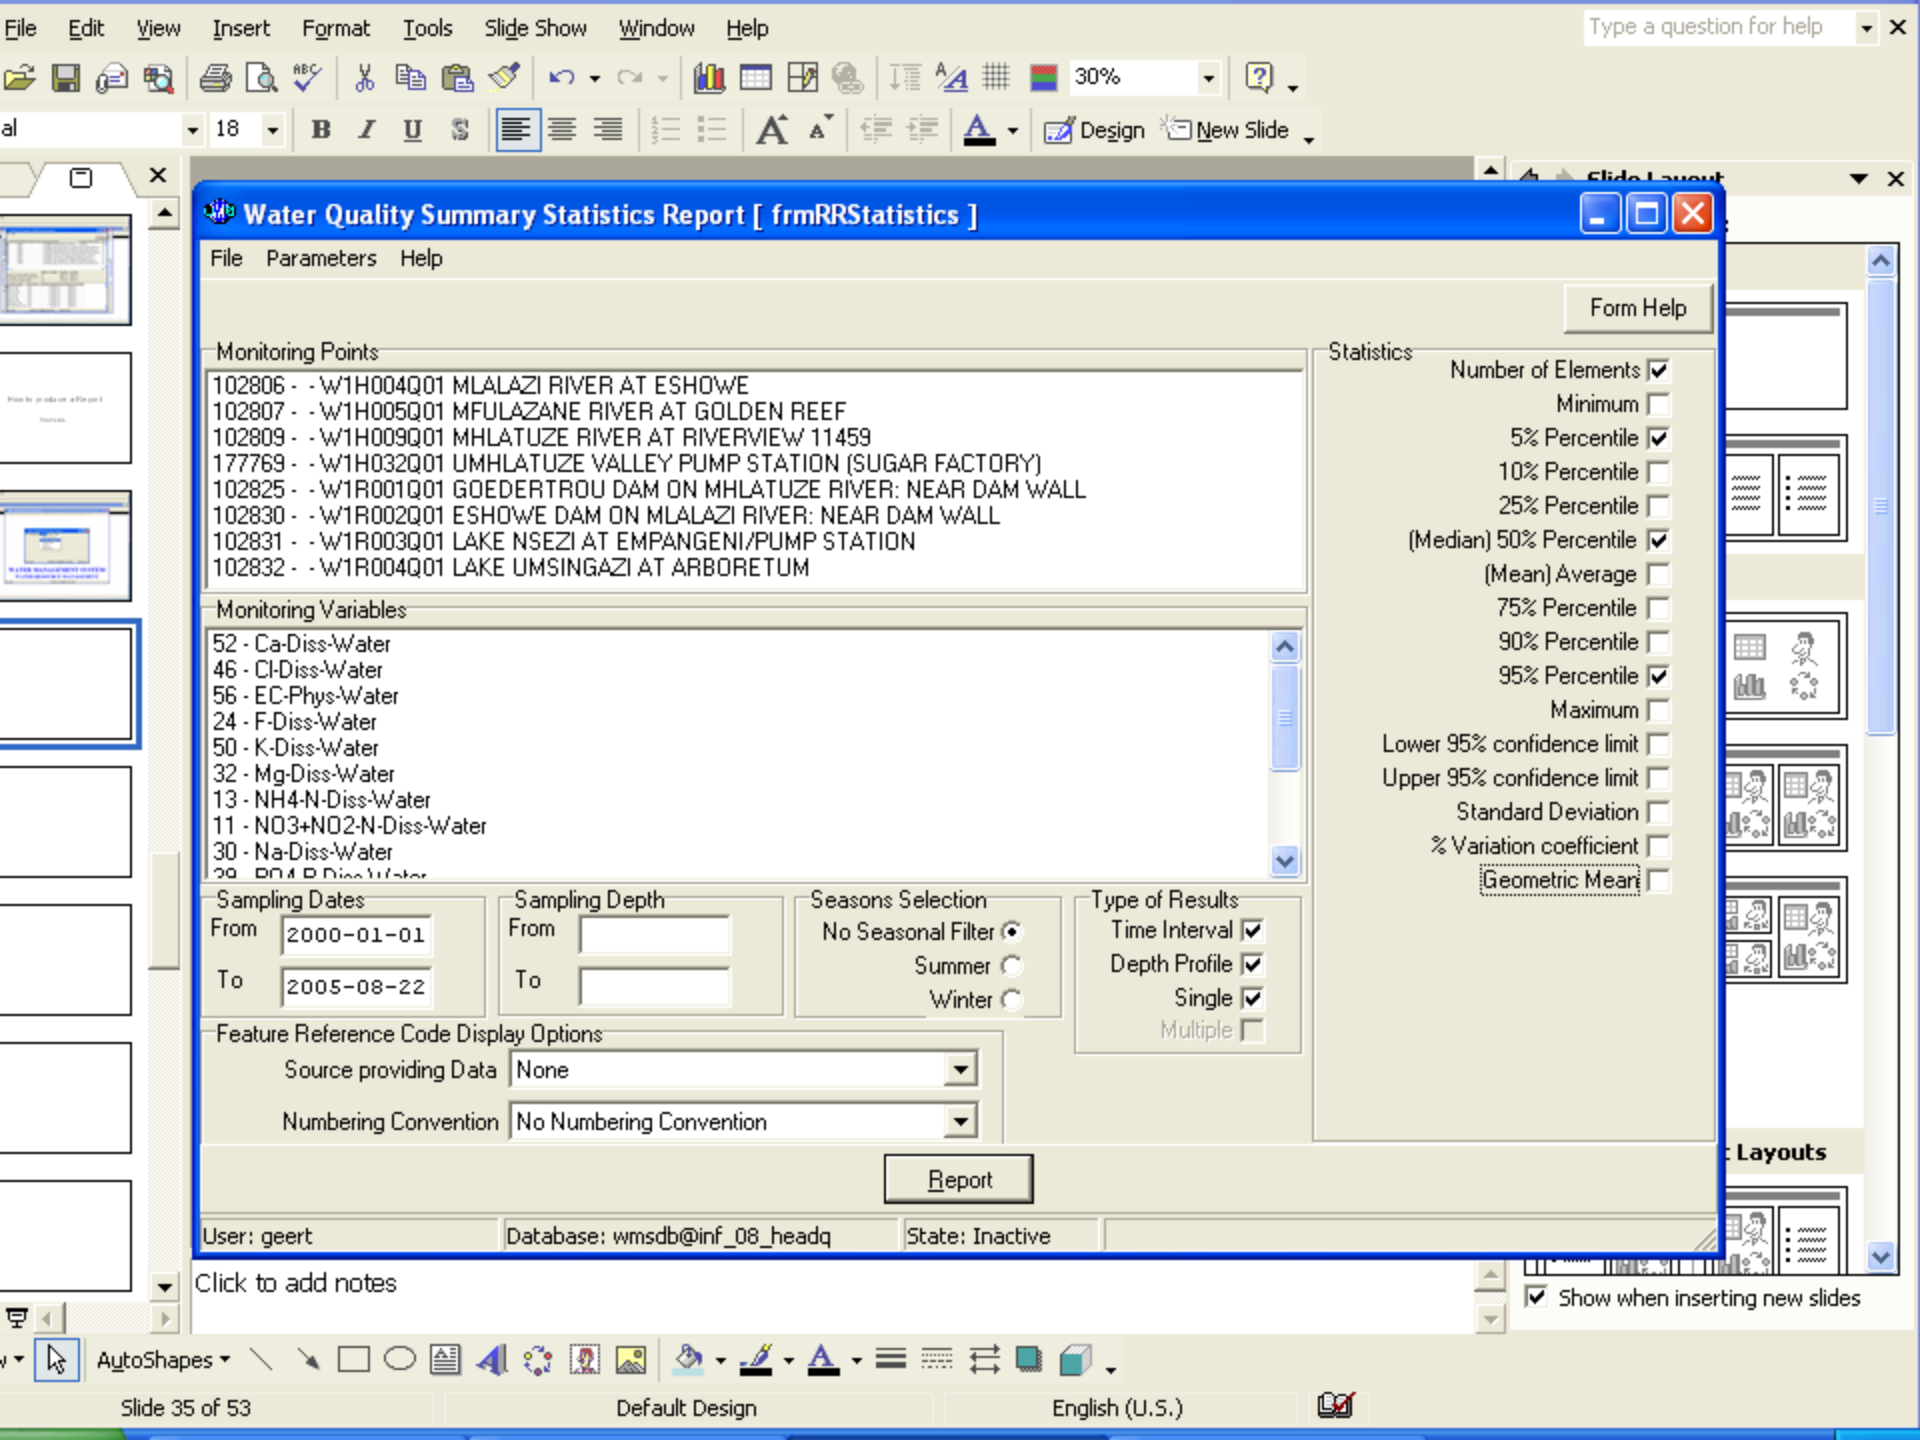 File Edit View Insert Format Tools Slide Show Window Help Type a question for help
30%
al 18 B I U S Design New Slide
Slide Layout
Water Quality Summary Statistics Report [ frmRRStatistics ]
File Parameters Help
Form Help
Monitoring Points
102806 - - W1H004Q01 MLALAZI RIVER AT ESHOWE
102807 - - W1H005Q01 MFULAZANE RIVER AT GOLDEN REEF
102809 - - W1H009Q01 MHLATUZE RIVER AT RIVERVIEW 11459
177769 - - W1H032Q01 UMHLATUZE VALLEY PUMP STATION (SUGAR FACTORY)
102825 - - W1R001Q01 GOEDERTROU DAM ON MHLATUZE RIVER: NEAR DAM WALL
102830 - - W1R002Q01 ESHOWE DAM ON MLALAZI RIVER: NEAR DAM WALL
102831 - - W1R003Q01 LAKE NSEZI AT EMPANGENI/PUMP STATION
102832 - - W1R004Q01 LAKE UMSINGAZI AT ARBORETUM
Monitoring Variables
52 - Ca-Diss-Water
46 - Cl-Diss-Water
56 - EC-Phys-Water
24 - F-Diss-Water
50 - K-Diss-Water
32 - Mg-Diss-Water
13 - NH4-N-Diss-Water
11 - NO3+NO2-N-Diss-Water
30 - Na-Diss-Water
Statistics
Number of Elements
Minimum
5% Percentile
10% Percentile
25% Percentile
(Median) 50% Percentile
(Mean) Average
75% Percentile
90% Percentile
95% Percentile
Maximum
Lower 95% confidence limit
Upper 95% confidence limit
Standard Deviation
% Variation coefficient
Geometric Mean
Sampling Dates
From 2000-01-01
To 2005-08-22
Sampling Depth
From
To
Seasons Selection
No Seasonal Filter
Summer
Winter
Type of Results
Time Interval
Depth Profile
Single
Multiple
Feature Reference Code Display Options
Source providing Data None
Numbering Convention No Numbering Convention
Report
User: geert Database: wmsdb@inf_08_headq State: Inactive
Layouts
Click to add notes
Show when inserting new slides
AutoShapes
Slide 35 of 53 Default Design English (U.S.)